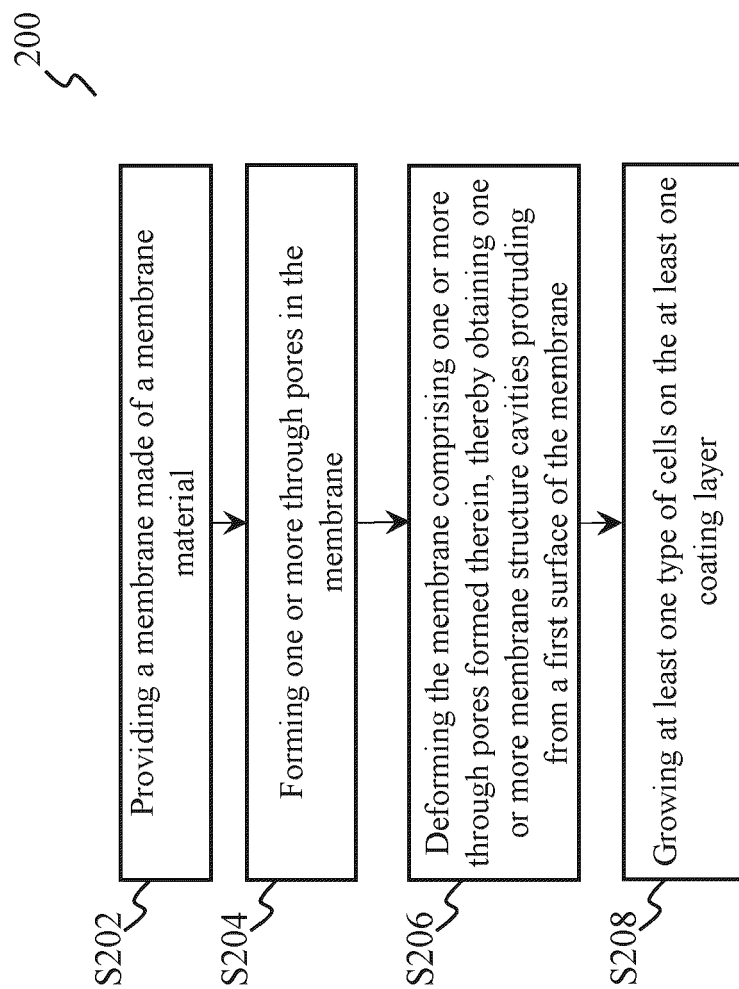 200
S202
Providing a membrane made of a membrane
material
S204
Forming one or more through pores in the
membrane
S206
Deforming the membrane comprising one or more
through pores formed therein, thereby obtaining one
or more membrane structure cavities protruding
from a first surface of the membrane
S208
Growing at least one type of cells on the at least one
coating layer